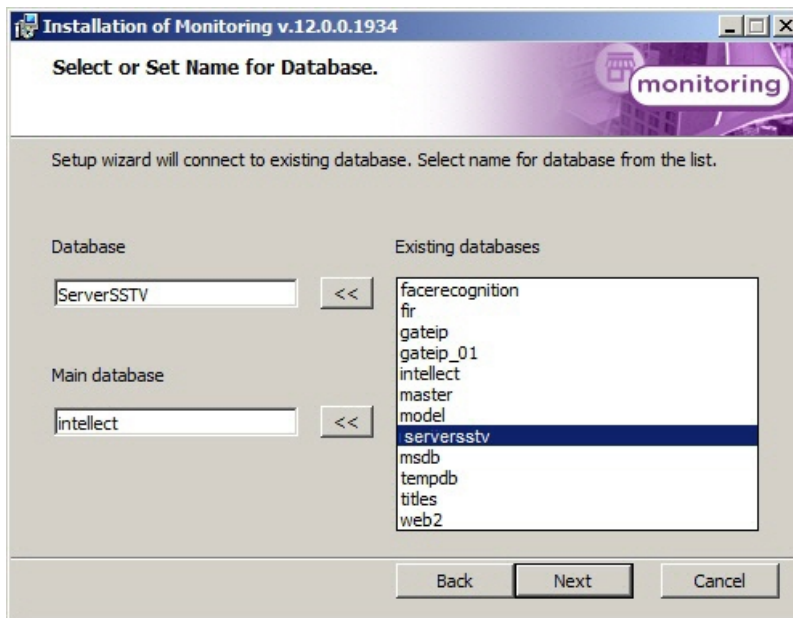 Installation of Monitoring v.12.0.0.1934
Select or Set Name for Database.
monitoring
Setup wizard will connect to existing database. Select name for database from the list.
Database
ServerSSTV
<<
Main database
intellect
<<
Existing databases
facerecognition
fir
gateip
gateip_01
intellect
master
model
serversstv
msdb
tempdb
titles
web2
Back
Next
Cancel